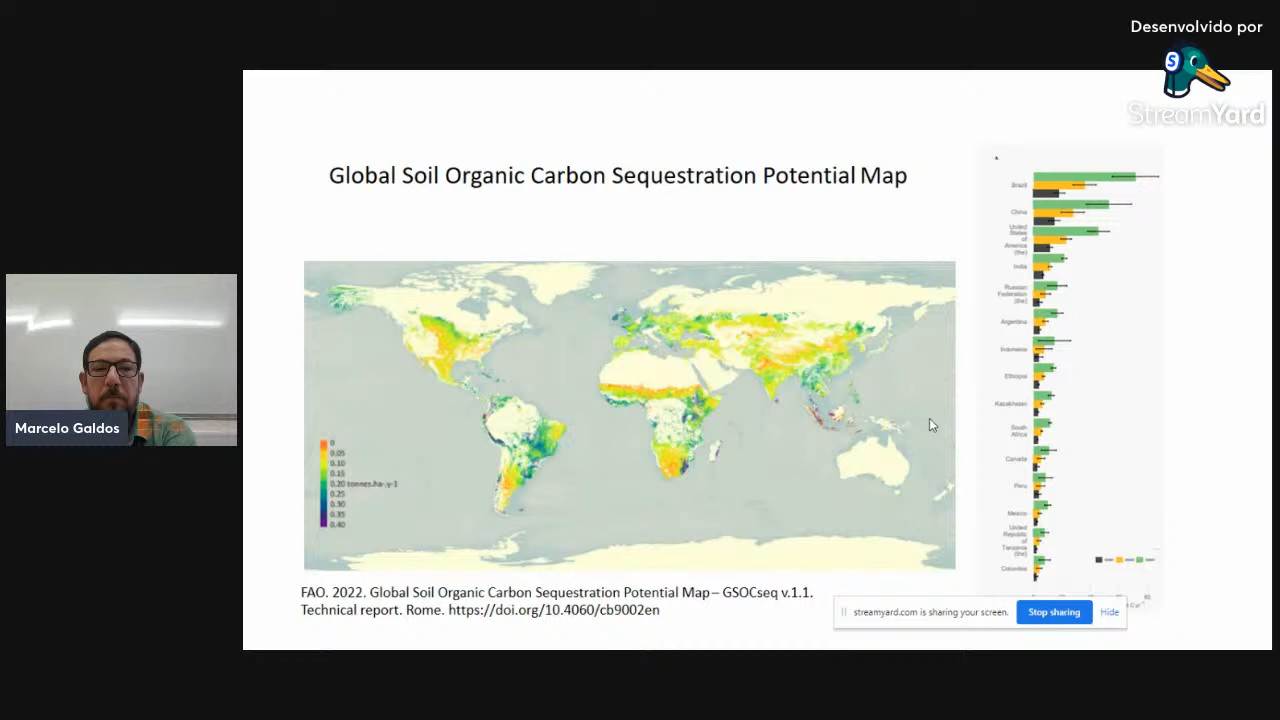 Desenvolvido por
StreamYard
Global Soil Organic Carbon Sequestration Potential Map
A
Brazil
China
United
States
of
America
(the)
India
Russian
Federation
(the)
Argentina
Indonesia
Ethiopia
Kazakhstan
South
Africa
Canada
Peru
Mexico
United
Republic
of
Tanzania
(the)
Colombia
Marcelo Galdos
0
0.05
0.10
0.15
0.20 tonnes.ha-.y-1
0.25
0.30
0.35
0.40
FAO. 2022. Global Soil Organic Carbon Sequestration Potential Map – GSOCseq v.1.1.
Technical report. Rome. https://doi.org/10.4060/cb9002en
streamyard.com is sharing your screen.
Stop sharing
Hide